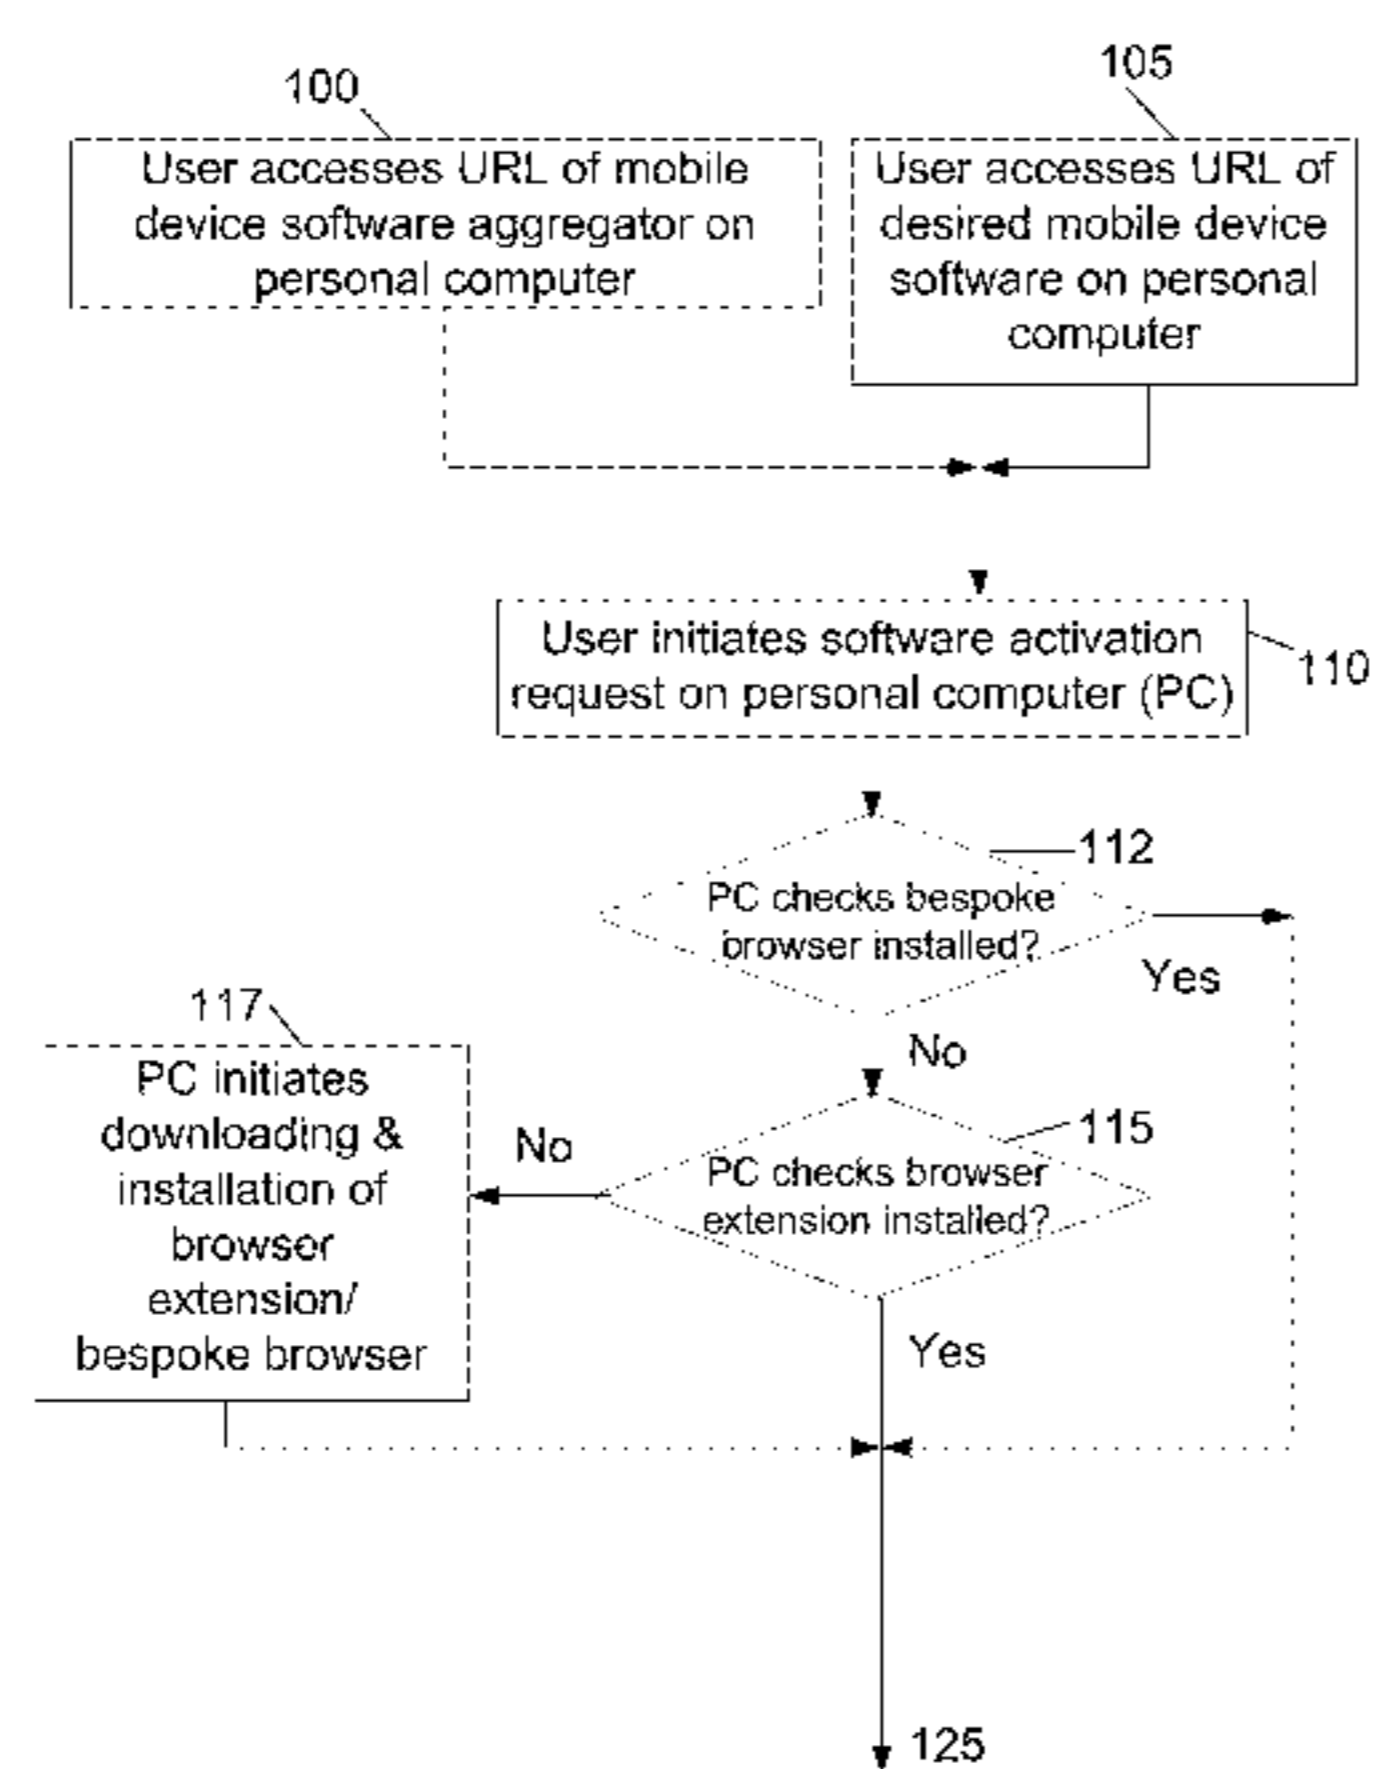 100
User accesses URL of mobile
device software aggregator on
personal computer
105
User accesses URL of
desired mobile device
software on personal
computer
User initiates software activation
request on personal computer (PC)
110
112
PC checks bespoke
browser installed?
Yes
No
117
PC initiates
downloading &
installation of
browser
extension/
bespoke browser
No
115
PC checks browser
extension installed?
Yes
125